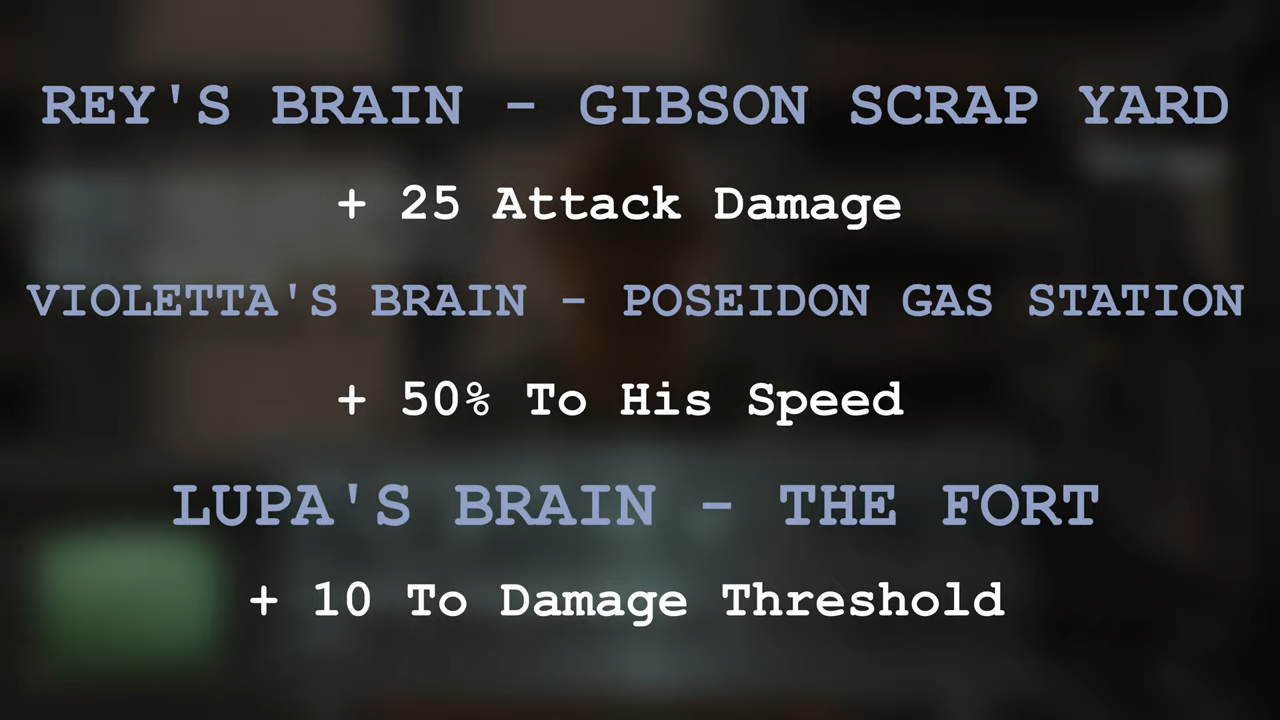 REY'S BRAIN - GIBSON SCRAP YARD
+ 25 Attack Damage
VIOLETTA'S BRAIN - POSEIDON GAS STATION
+ 50% To His Speed
LUPA'S BRAIN - THE FORT
+ 10 To Damage Threshold